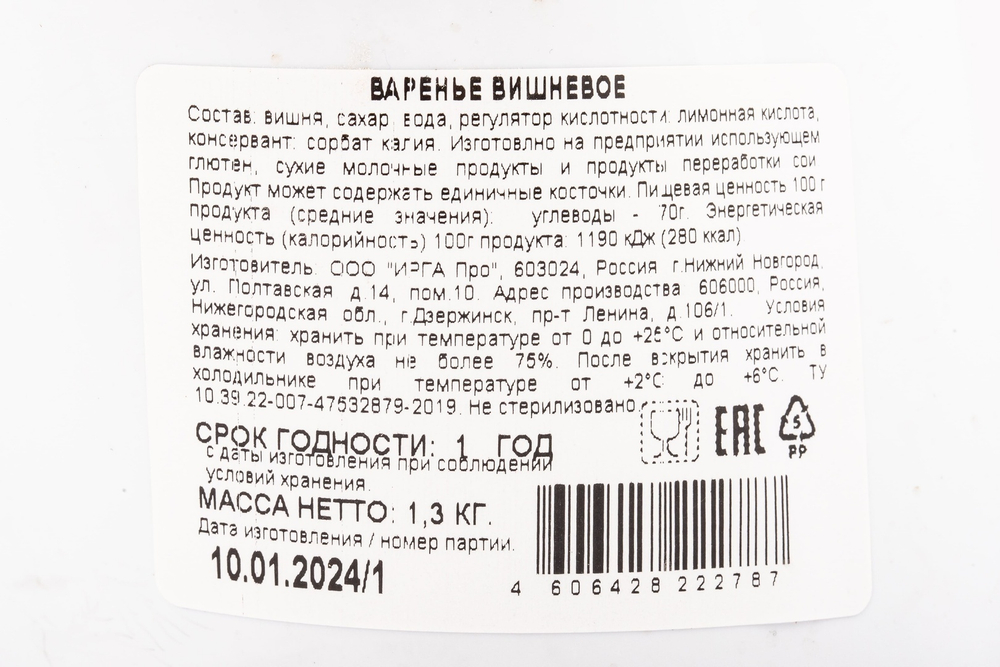 ВАРЕНЬЕ ВИШНЕВОЕ
Состав: вишня, сахар, вода, регулятор кислотности: лимонная кислота,
консервант: сорбат калия. Изготовлно на предприятии использующем
глютен, сухие молочные продукты и продукты переработки сои
Продукт может содержать единичные косточки. Пищевая ценность 100 г
продукта (средние значения): углеводы - 70г. Энергетическая
ценность (калорийность) 100г продукта: 1190 кДж (280 ккал)
Изготовитель: ООО "ИРГА Про", 603024, Россия г.Нижний Новгород,
ул. Полтавская д.14, пом.10. Адрес производства 606000, Россия,
Нижегородская обл., г.Дзержинск, пр-т Ленина, д.106/1. Условия
хранения: хранить при температуре от 0 до +25°С и относительной
влажности воздуха не более 75%. После вскрытия хранить в
холодильнике при температуре от +2°С до +6°С. ТУ
10.39.22-007-47532879-2019. Не стерилизовано.
СРОК ГОДНОСТИ: 1 ГОД
с даты изготовления при соблюдении
условий хранения.
МАССА НЕТТО: 1,3 КГ.
Дата изготовления / номер партии.
10.01.2024/1
EAC
5
PP
4 606428 222787